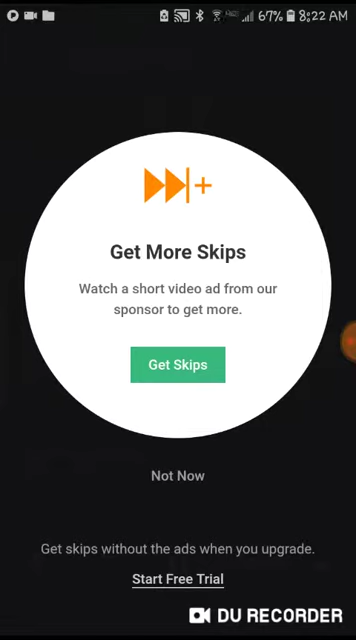 67% 8:22 AM
Get More Skips
Watch a short video ad from our
sponsor to get more.
Get Skips
Not Now
Get skips without the ads when you upgrade.
Start Free Trial
DU RECORDER